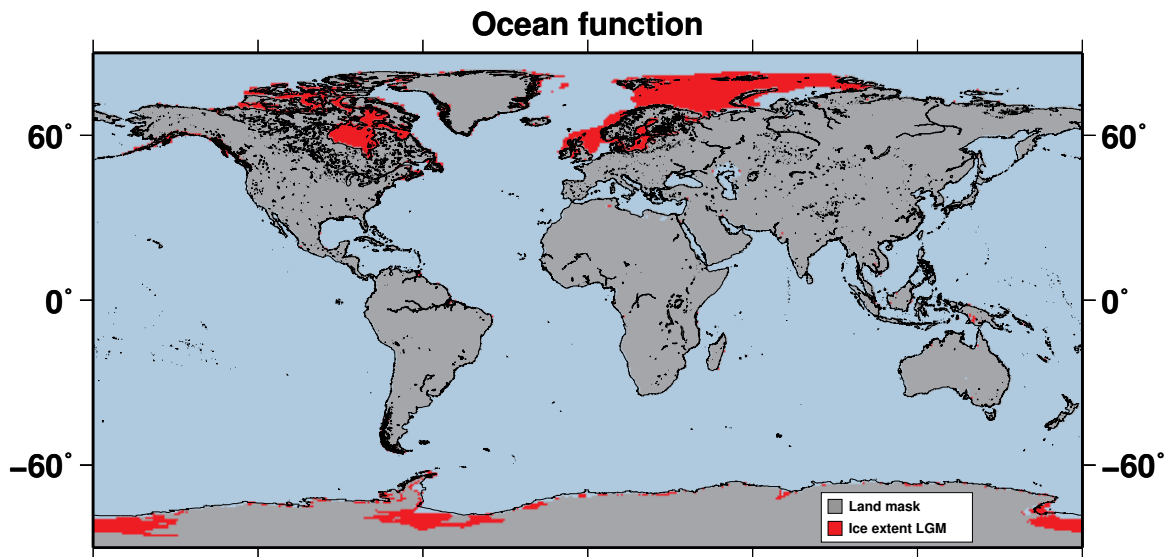 Ocean function
60˚ 60˚
0˚ 0˚
−60˚ −60˚
Land mask
Ice extent LGM